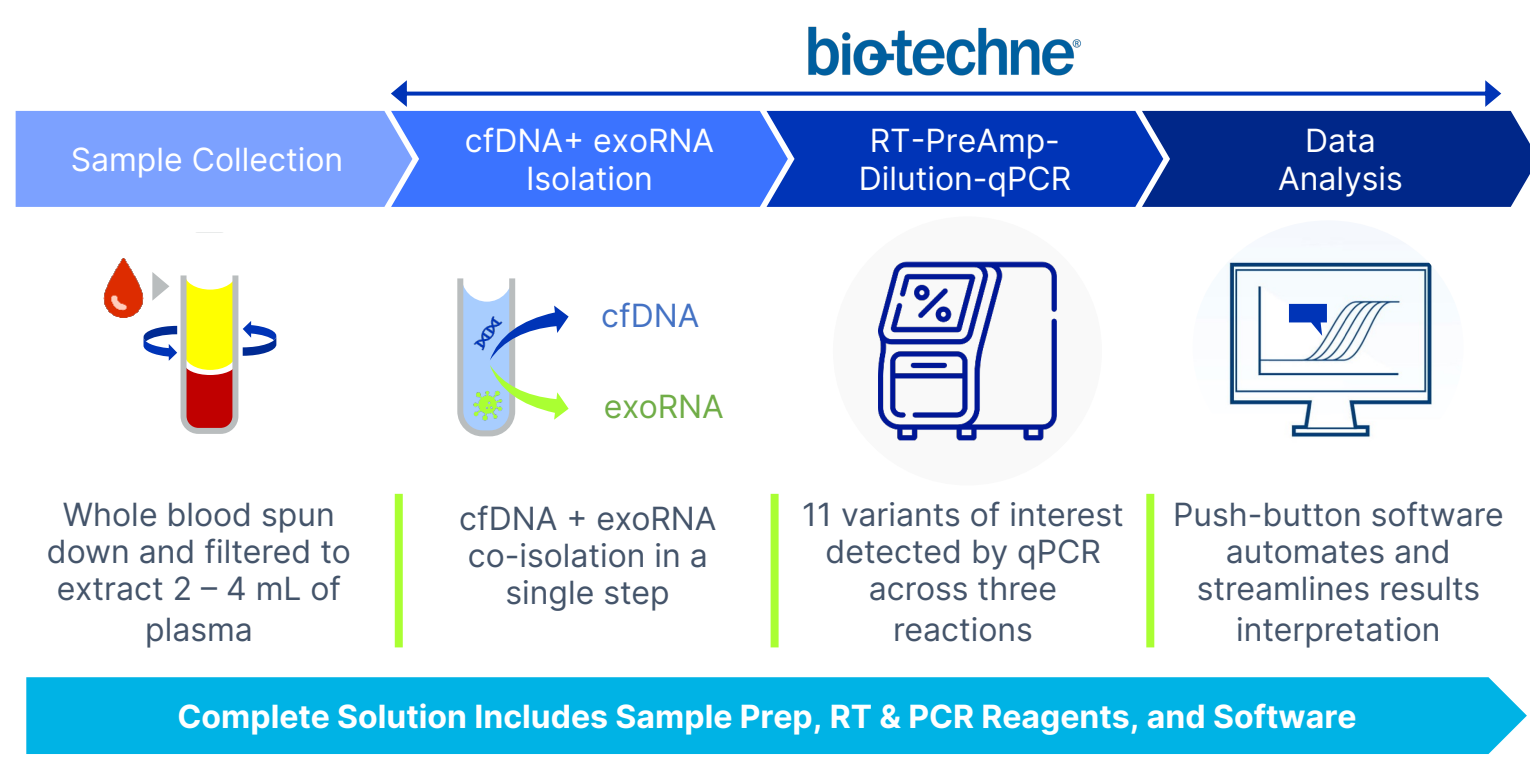 bio-techne®
Sample Collection
cfDNA+ exoRNA
Isolation
RT-PreAmp-
Dilution-qPCR
Data
Analysis
cfDNA
exoRNA
%
Whole blood spun
down and filtered to
extract 2 – 4 mL of
plasma
cfDNA + exoRNA
co-isolation in a
single step
11 variants of interest
detected by qPCR
across three
reactions
Push-button software
automates and
streamlines results
interpretation
Complete Solution Includes Sample Prep, RT & PCR Reagents, and Software